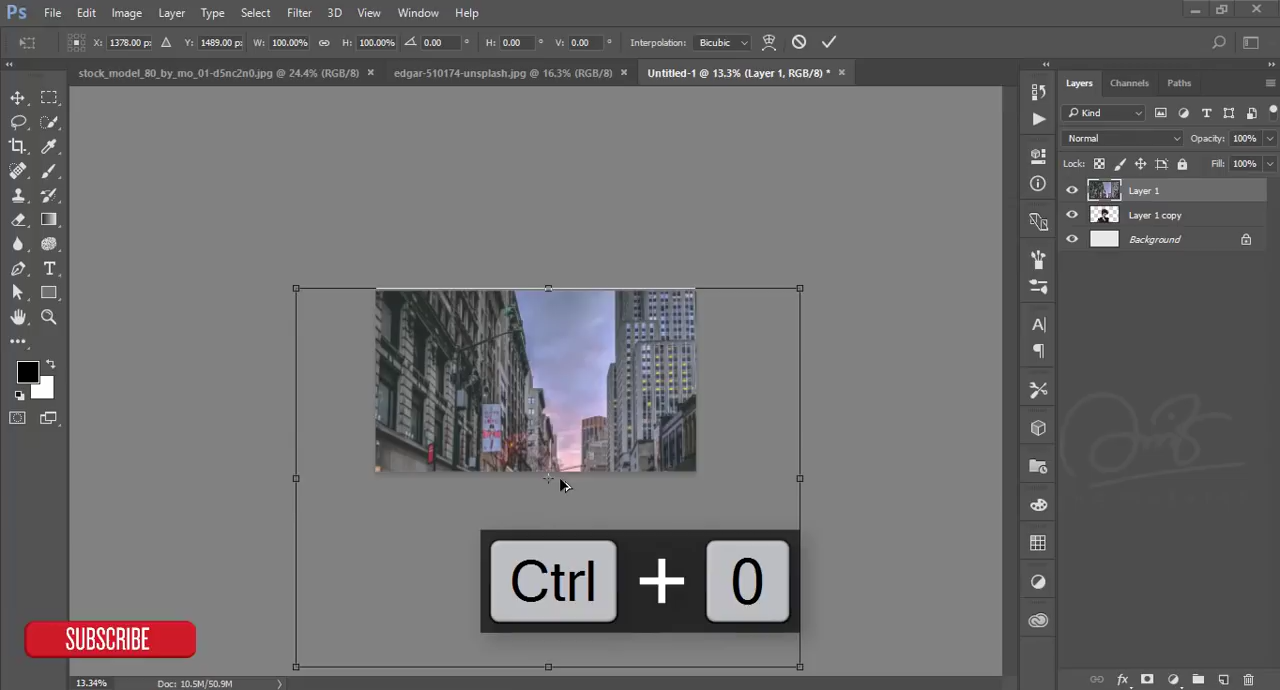 Ps File Edit Image Layer Type Select Filter 3D View Window Help
X: 1378.00 px Y: 1489.00 px W: 100.00% H: 100.00% 0.00 ° H: 0.00 ° V: 0.00 ° Interpolation: Bicubic
stock_model_80_by_mo_01-d5nc2n0.jpg @ 24.4% (RGB/8) × edgar-510174-unsplash.jpg @ 16.3% (RGB/8) × Untitled-1 @ 13.3% (Layer 1, RGB/8) * ×
Layers Channels Paths
Kind
Normal Opacity: 100%
Lock: Fill: 100%
Layer 1
Layer 1 copy
Background
Ctrl + 0
SUBSCRIBE
13.34% Doc: 10.5M/50.9M
fx